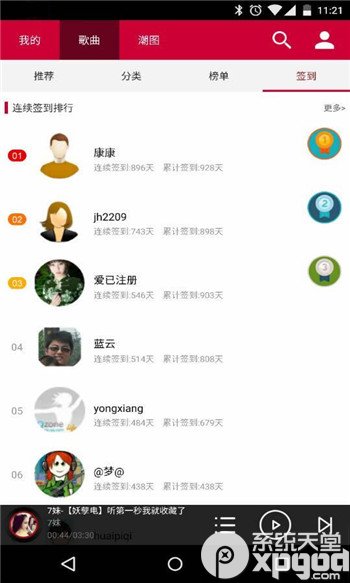 11:21
我的 歌曲 潮图
推荐 分类 榜单 签到
连续签到排行 更多>
01 康康 1
连续签到:896天 累计签到:928天
02 jh2209 2
连续签到:743天 累计签到:898天
03 爱已注册 3
连续签到:546天 累计签到:903天
04 蓝云
连续签到:514天 累计签到:808天
05 yongxiang
连续签到:484天 累计签到:679天
zone
06 @梦@
连续签到:438天 累计签到:438天
7妹-【妖孽电】听第一秒我就收藏了
7妹
00:44/03:30
huaipiqi
系统天堂
xpgod
.com